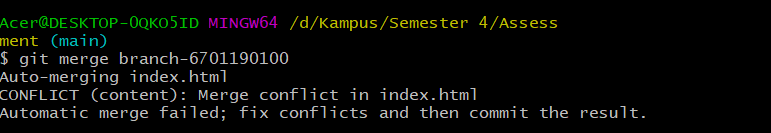 Acer@DESKTOP-0QKO5ID MINGW64 /d/Kampus/Semester 4/Assess
ment (main)
$ git merge branch-6701190100
Auto-merging index.html
CONFLICT (content): Merge conflict in index.html
Automatic merge failed; fix conflicts and then commit the result.